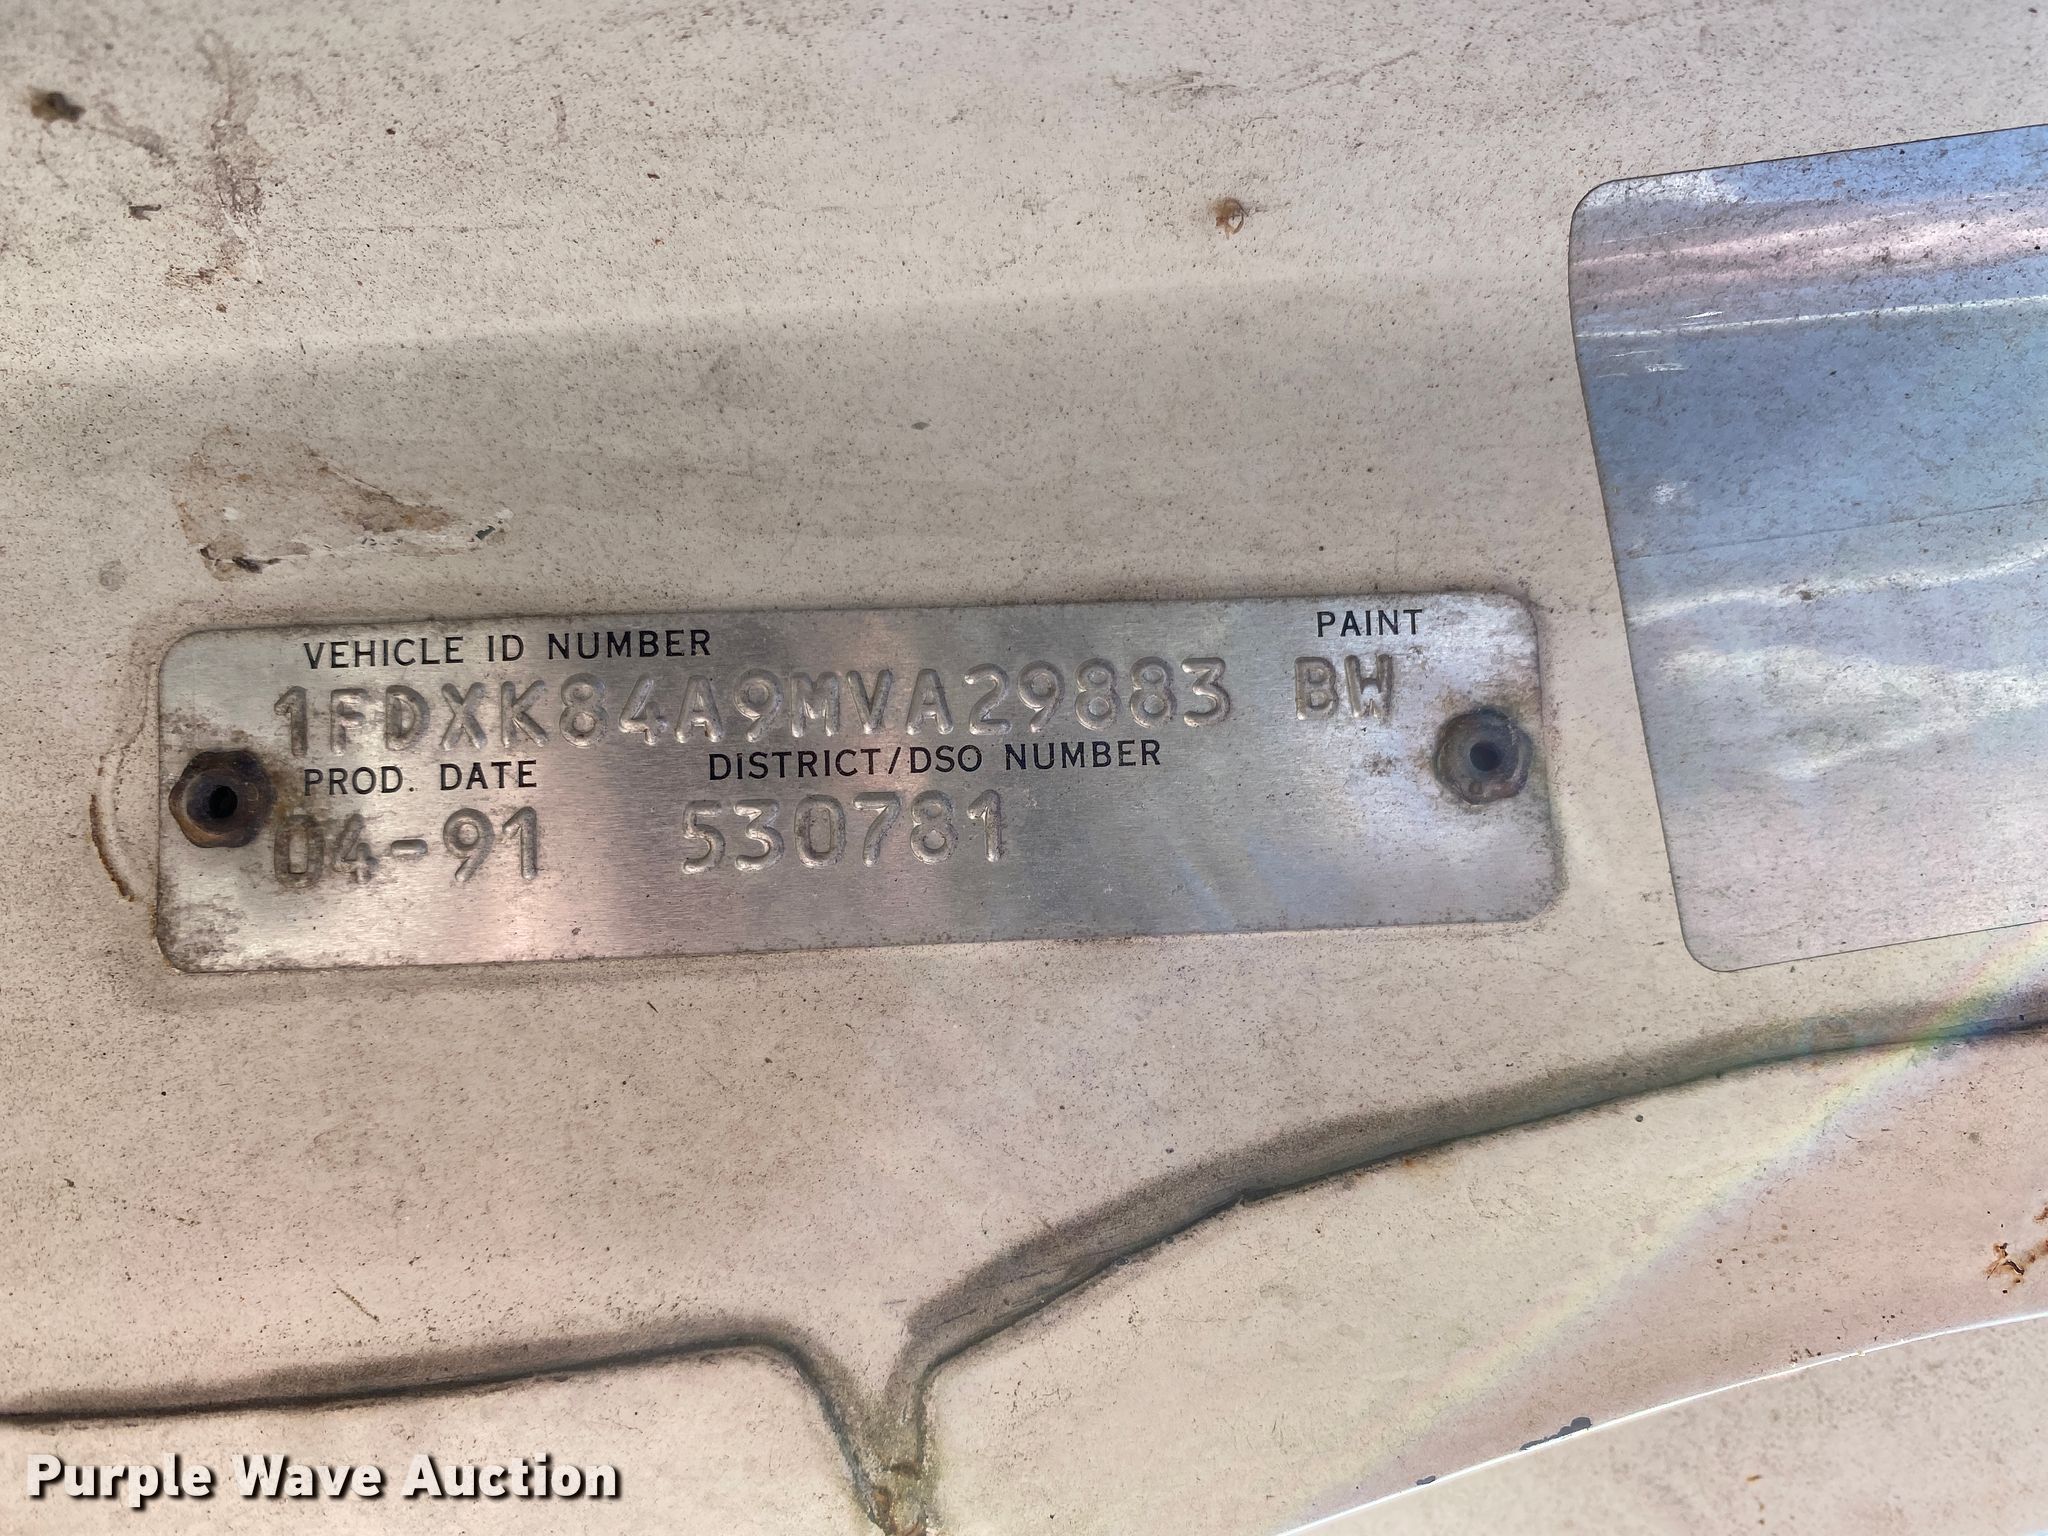 VEHICLE ID NUMBER PAINT
1FDXK84A9MVA29883 BW
PROD. DATE DISTRICT/DSO NUMBER
04-91 530781
Purple Wave Auction